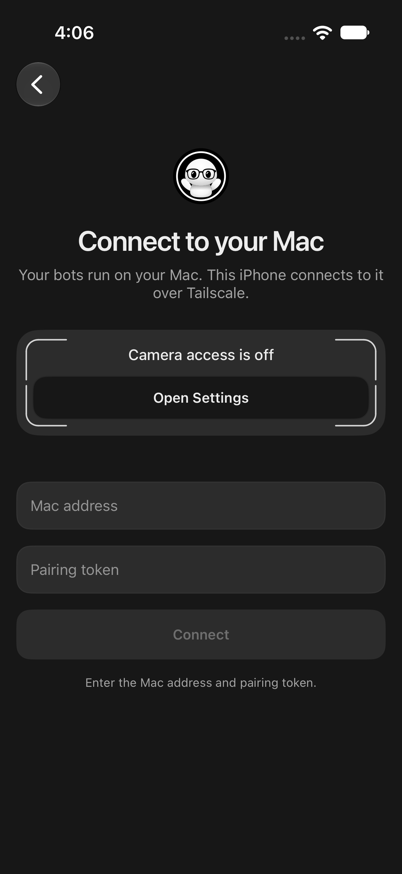 4:06
Connect to your Mac
Your bots run on your Mac. This iPhone connects to it
over Tailscale.
Camera access is off
Open Settings
Mac address
Pairing token
Connect
Enter the Mac address and pairing token.